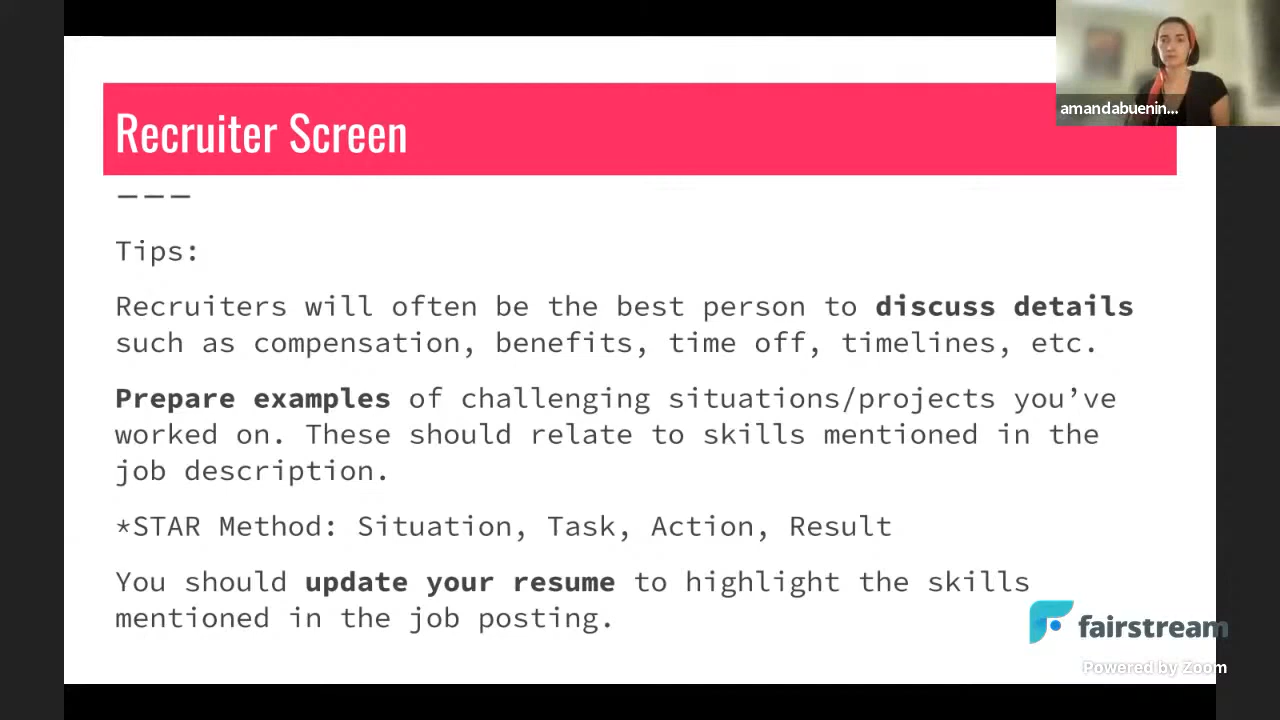 Recruiter Screen
amandabuenin...
Tips:
Recruiters will often be the best person to discuss details
such as compensation, benefits, time off, timelines, etc.
Prepare examples of challenging situations/projects you’ve
worked on. These should relate to skills mentioned in the
job description.
*STAR Method: Situation, Task, Action, Result
You should update your resume to highlight the skills
mentioned in the job posting.
fairstream
Powered by Zoom